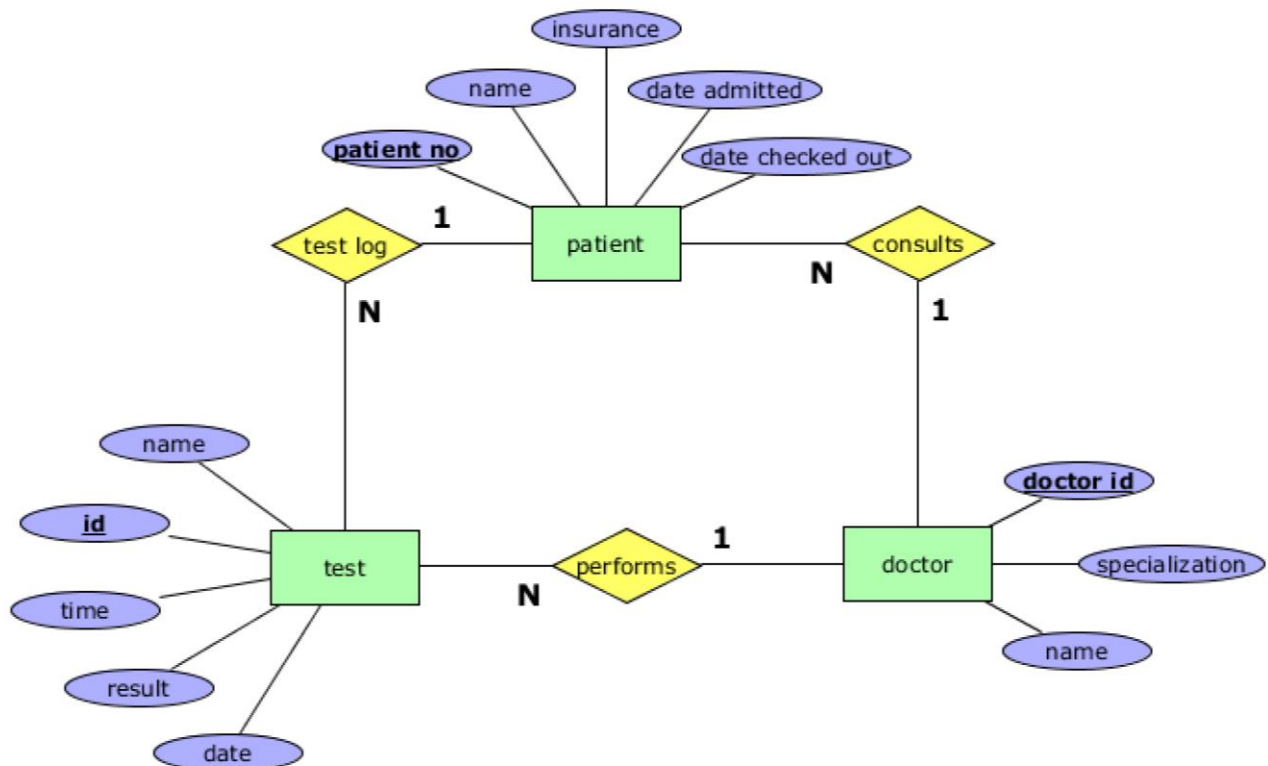 insurance
name
date admitted
patient no
date checked out
1
test log
patient
consults
N
N
1
name
doctor id
id
1
test
performs
doctor
specialization
N
time
name
result
date